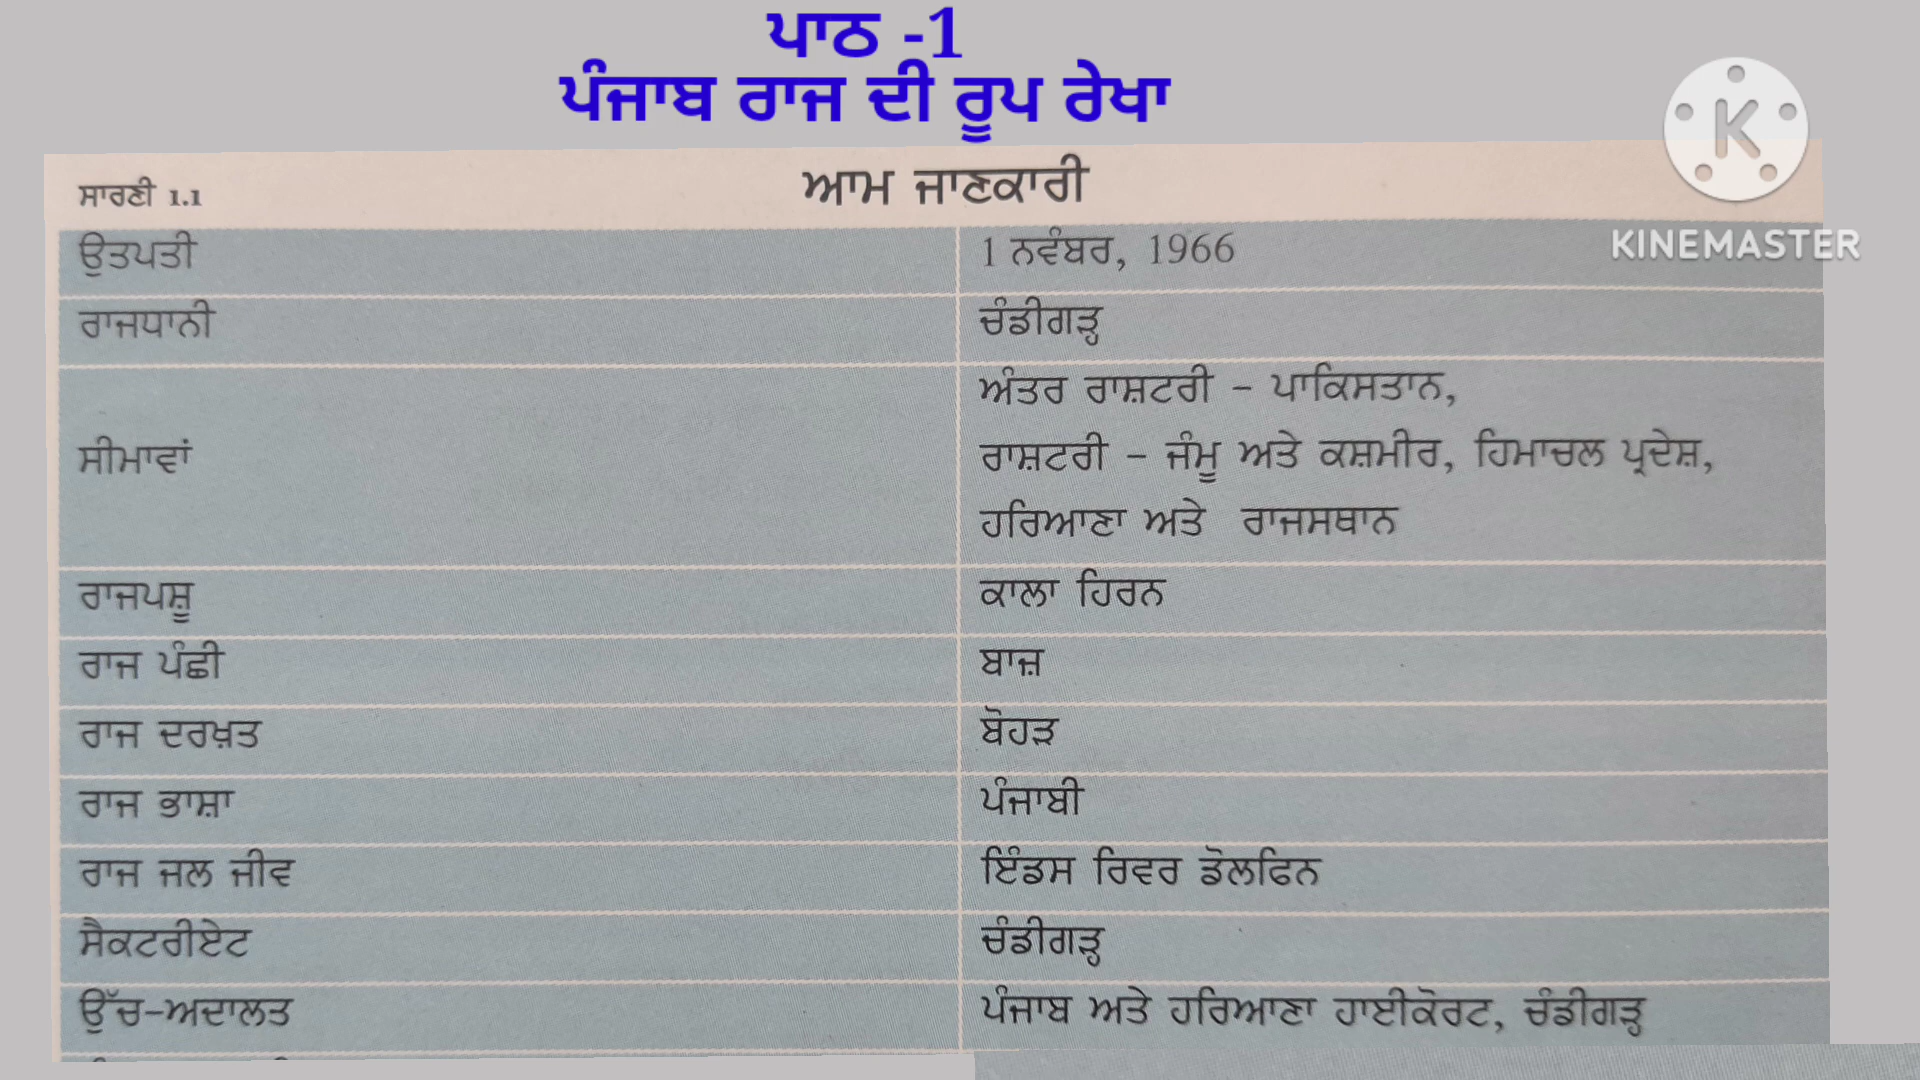 ਪਾਠ -1
ਪੰਜਾਬ ਰਾਜ ਦੀ ਰੂਪ ਰੇਖਾ
K
KINEMASTER
ਸਾਰਣੀ 1.1 ਆਮ ਜਾਣਕਾਰੀ
ਉਤਪਤੀ 1 ਨਵੰਬਰ, 1966
ਰਾਜਧਾਨੀ ਚੰਡੀਗੜ੍ਹ
ਸੀਮਾਵਾਂ ਅੰਤਰ ਰਾਸ਼ਟਰੀ – ਪਾਕਿਸਤਾਨ,
ਰਾਸ਼ਟਰੀ – ਜੰਮੂ ਅਤੇ ਕਸ਼ਮੀਰ, ਹਿਮਾਚਲ ਪ੍ਰਦੇਸ਼,
ਹਰਿਆਣਾ ਅਤੇ ਰਾਜਸਥਾਨ
ਰਾਜਪਸ਼ੂ ਕਾਲਾ ਹਿਰਨ
ਰਾਜ ਪੰਛੀ ਬਾਜ਼
ਰਾਜ ਦਰਖ਼ਤ ਬੋਹੜ
ਰਾਜ ਭਾਸ਼ਾ ਪੰਜਾਬੀ
ਰਾਜ ਜਲ ਜੀਵ ਇੰਡਸ ਰਿਵਰ ਡੋਲਫਿਨ
ਸੈਕਟਰੀਏਟ ਚੰਡੀਗੜ੍ਹ
ਉੱਚ–ਅਦਾਲਤ ਪੰਜਾਬ ਅਤੇ ਹਰਿਆਣਾ ਹਾਈਕੋਰਟ, ਚੰਡੀਗੜ੍ਹ